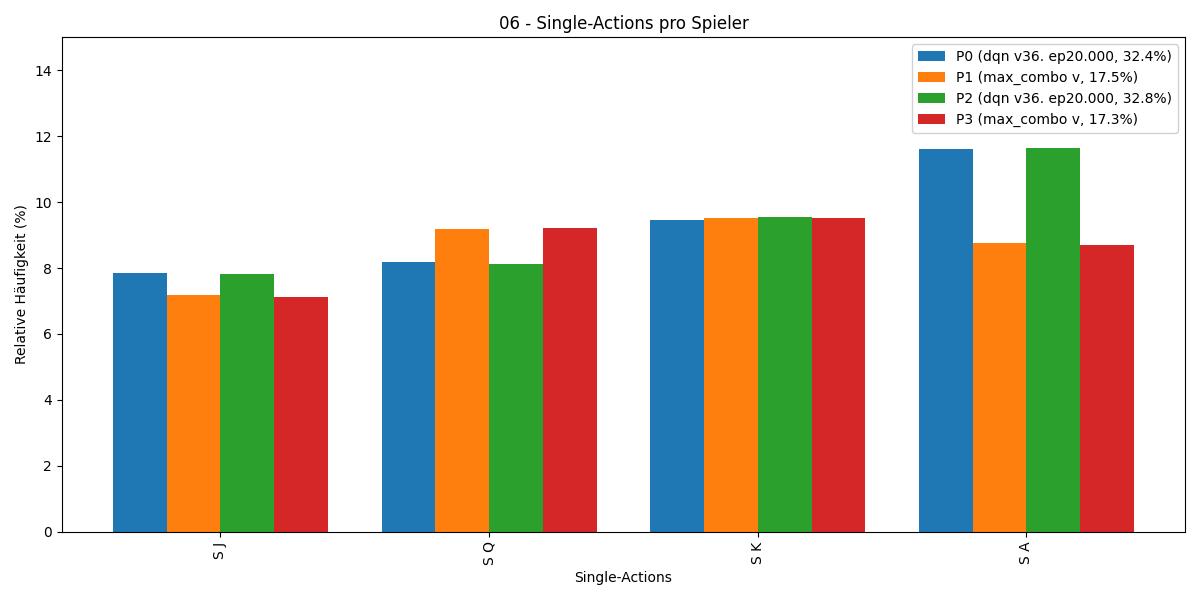 06 - Single-Actions pro Spieler
P0 (dqn v36. ep20.000, 32.4%)
P1 (max_combo v, 17.5%)
P2 (dqn v36. ep20.000, 32.8%)
P3 (max_combo v, 17.3%)
Relative Häufigkeit (%)
14
12
10
8
6
4
2
0
S J
S Q
S K
S A
Single-Actions